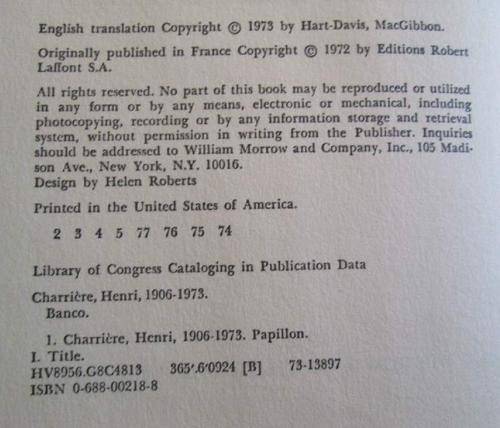 English translation Copyright © 1973 by Hart-Davis, MacGibbon.
Originally published in France Copyright © 1972 by Editions Robert
Laffont S.A.
All rights reserved. No part of this book may be reproduced or utilized
in any form or by any means, electronic or mechanical, including
photocopying, recording or by any information storage and retrieval
system, without permission in writing from the Publisher. Inquiries
should be addressed to William Morrow and Company, Inc., 105 Madi-
son Ave., New York, N.Y. 10016.
Design by Helen Roberts
Printed in the United States of America.
2 3 4 5 77 76 75 74
Library of Congress Cataloging in Publication Data
Charrière, Henri, 1906-1973.
Banco.
1. Charrière, Henri, 1906-1973. Papillon.
I. Title.
HV8956.G8C4813 365'.6'0924 [B] 73-13897
ISBN 0-688-00218-8